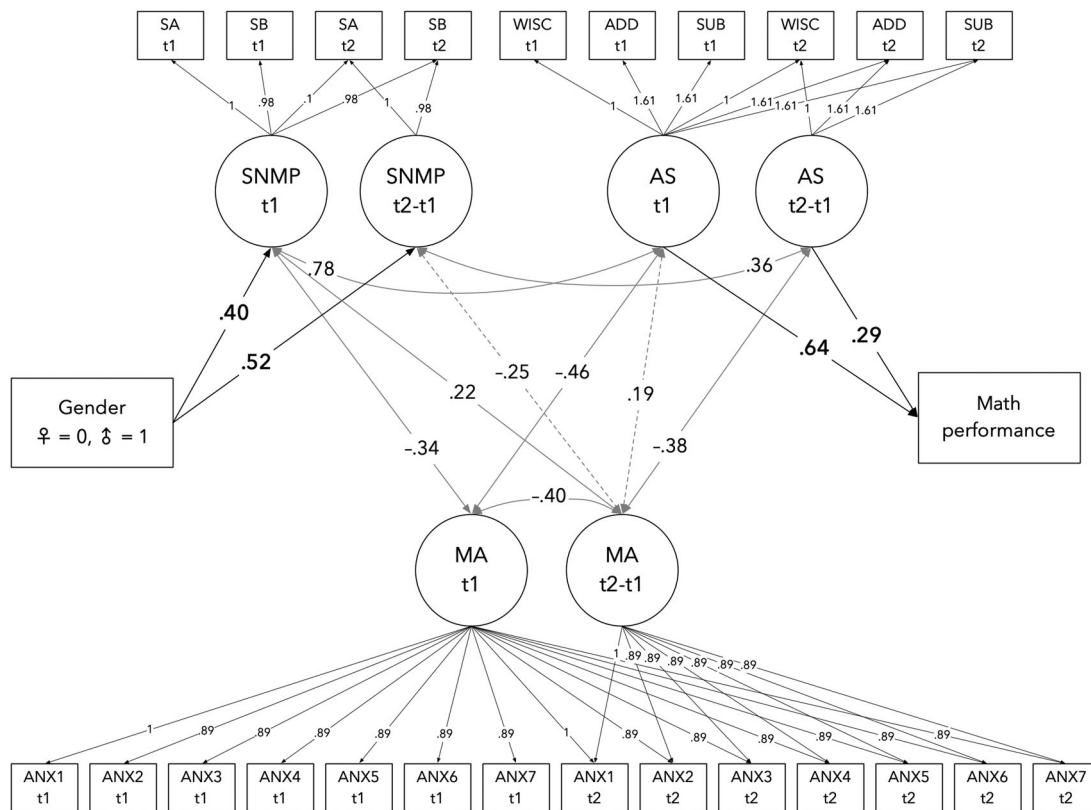 SA SB SA SB WISC ADD SUB WISC ADD SUB
t1 t1 t2 t2 t1 t1 t1 t2 t2 t2
1 .98 .1 .98 1 .98 1 1.61 1.61 1 1.61 1.61 1 1.61 1.61
SNMP SNMP AS AS
t1 t2-t1 t1 t2-t1
.78 .36
.40 .52 .64 .29
.22 –.25 –.46 .19
Gender
♀ = 0, ♂ = 1
Math
performance
–.34 –.38
–.40
MA MA
t1 t2-t1
1 .89 .89 .89 .89 .89 .89
1 .89 .89 .89 .89 .89 .89 1 .89 .89 .89 .89 .89 .89
ANX1 ANX2 ANX3 ANX4 ANX5 ANX6 ANX7 ANX1 ANX2 ANX3 ANX4 ANX5 ANX6 ANX7
t1 t1 t1 t1 t1 t1 t1 t2 t2 t2 t2 t2 t2 t2